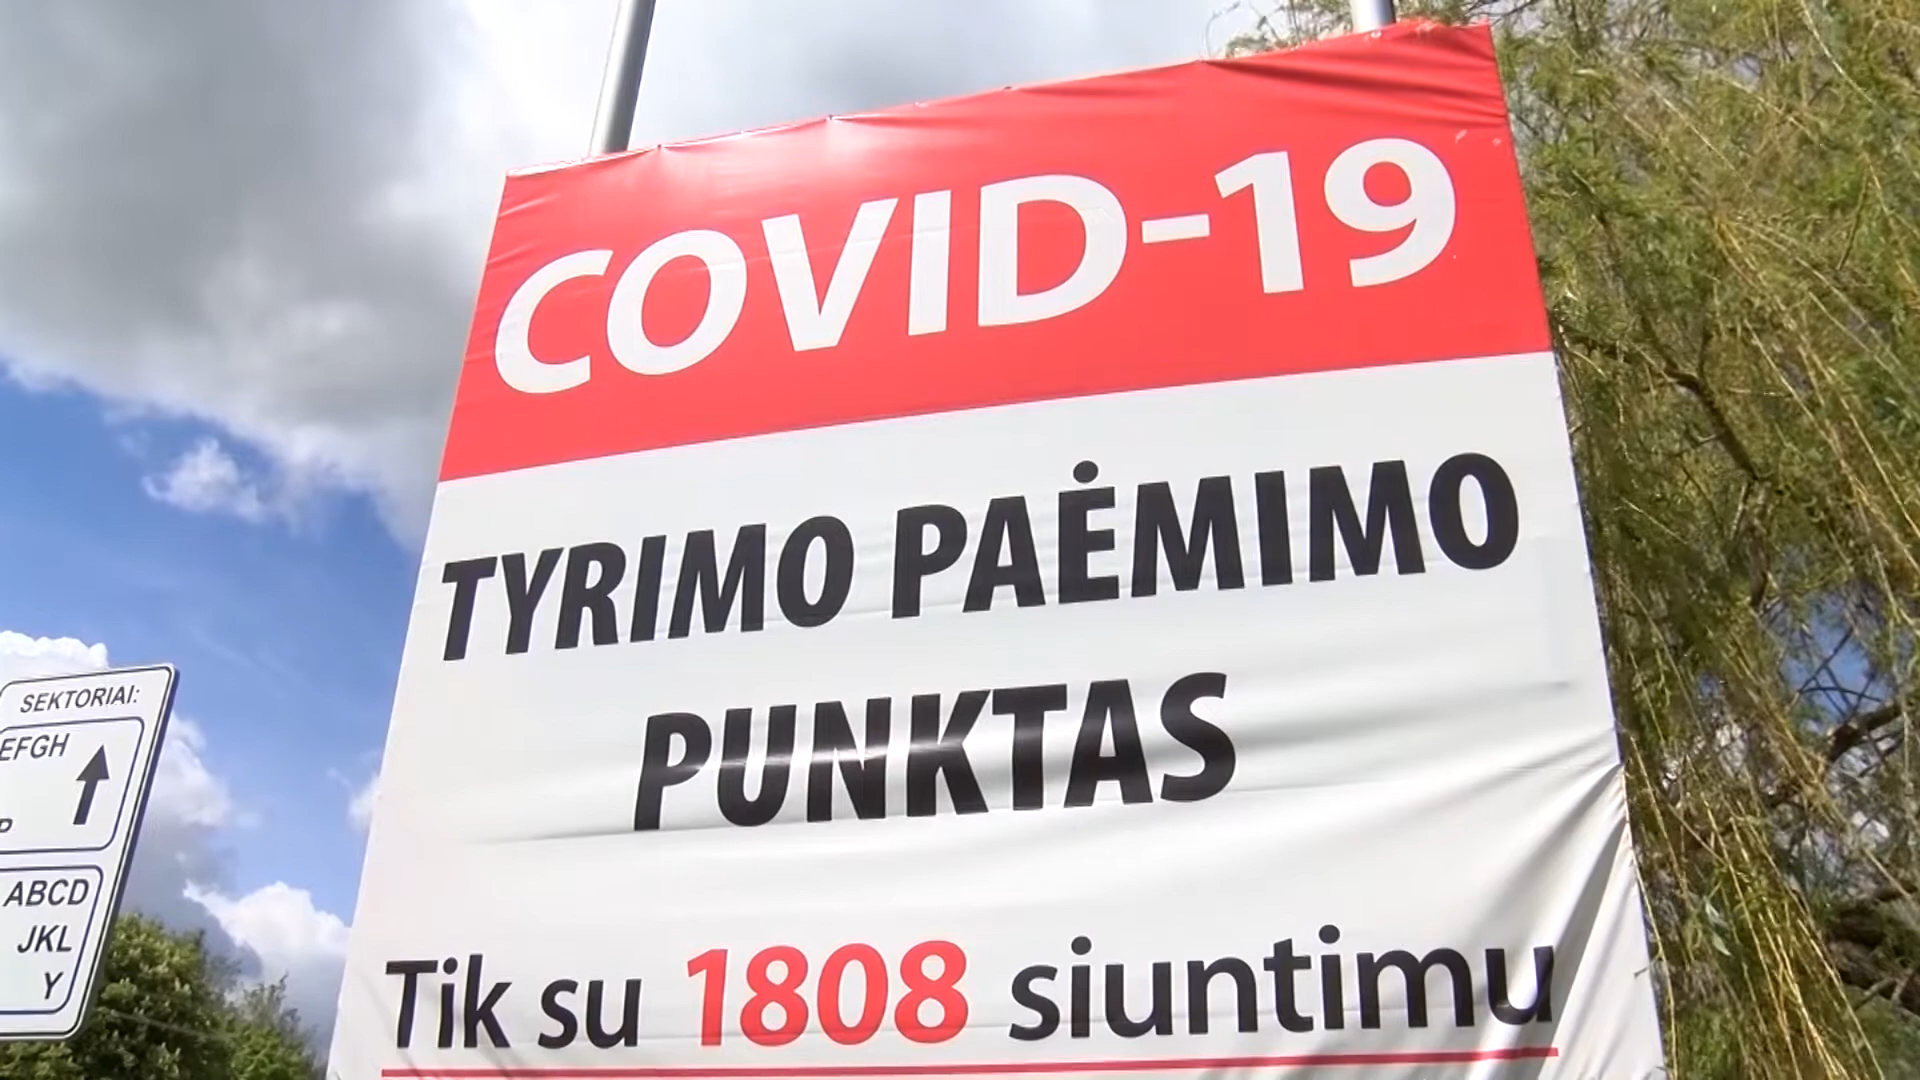 COVID-19
TYRIMO PAĖMIMO
PUNKTAS
Tik su 1808 siuntimu
SEKTORIAI:
EFGH
P
ABCD
JKL
Y